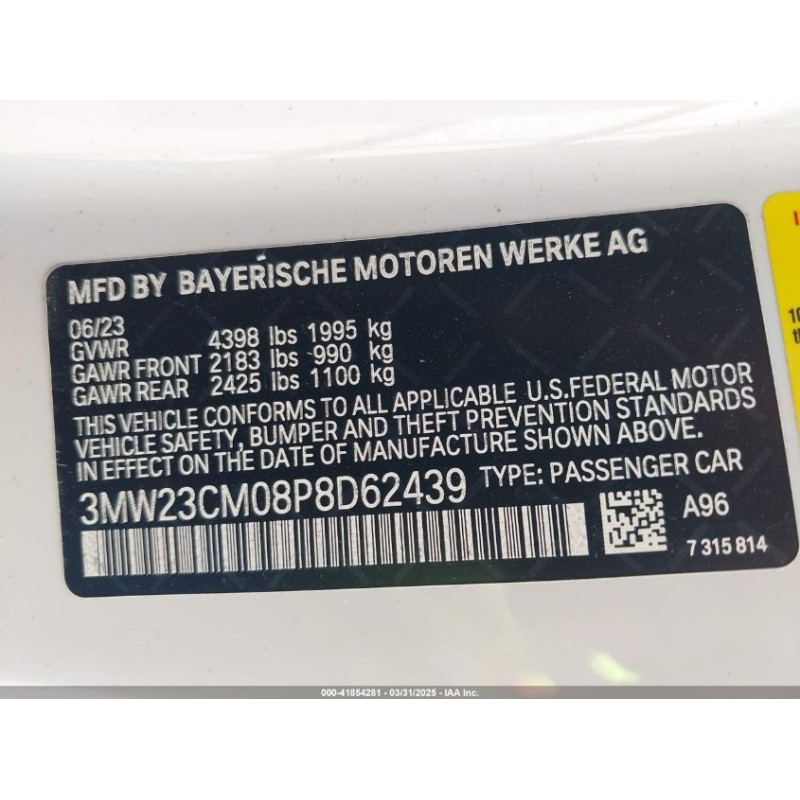 MFD BY BAYERISCHE MOTOREN WERKE AG
06/23
GVWR 4398 lbs 1995 kg
GAWR FRONT 2183 lbs 990 kg
GAWR REAR 2425 lbs 1100 kg
THIS VEHICLE CONFORMS TO ALL APPLICABLE U.S.FEDERAL MOTOR
VEHICLE SAFETY, BUMPER AND THEFT PREVENTION STANDARDS
IN EFFECT ON THE DATE OF MANUFACTURE SHOWN ABOVE.
3MW23CM08P8D62439 TYPE: PASSENGER CAR
A96
7 315 814
000-41854281 - 03/31/2025 - IAA Inc.